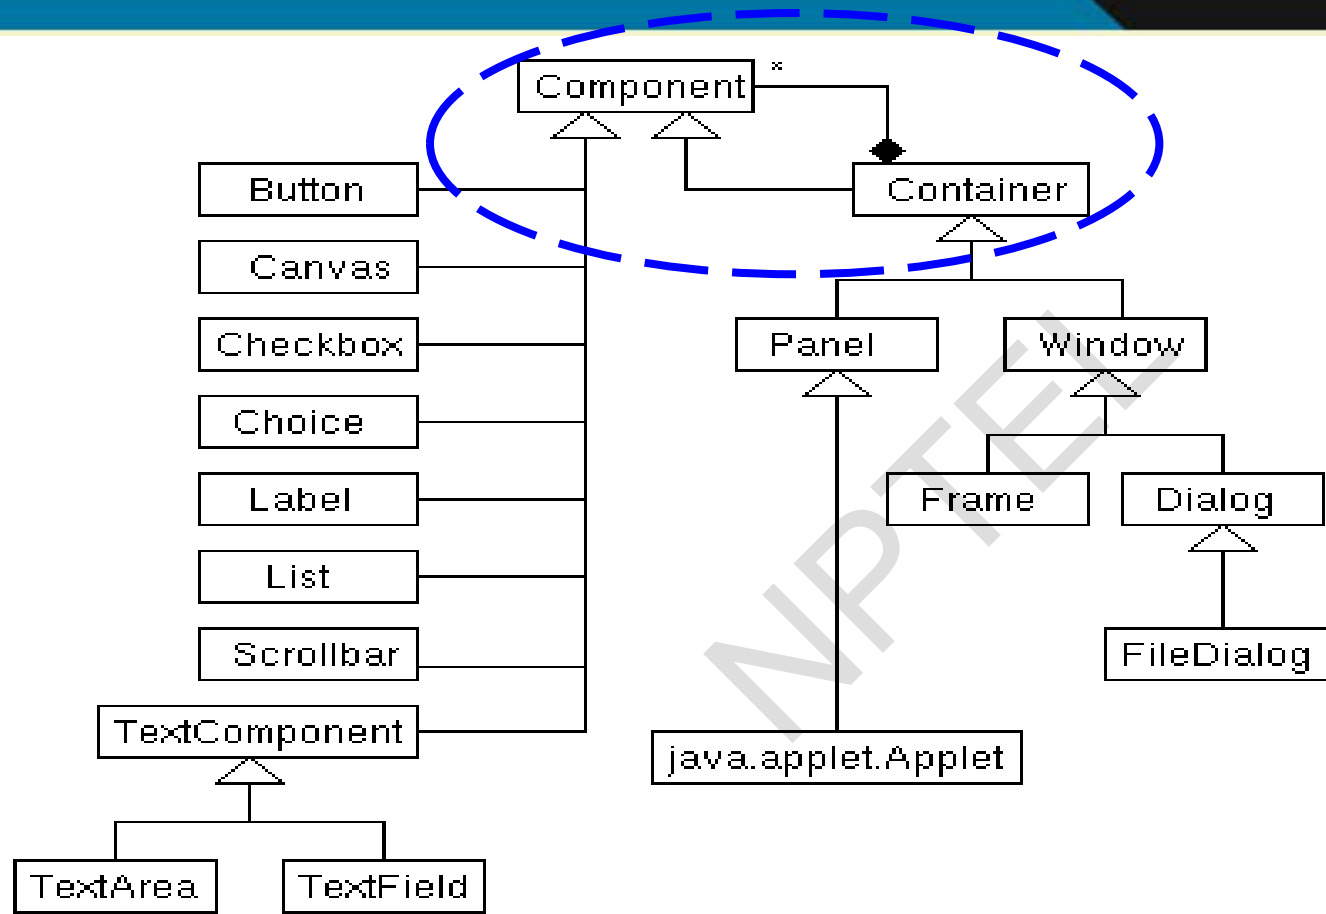 *
Component
Button
Container
Canvas
Checkbox
Panel
Window
Choice
Label
Frame
Dialog
List
Scrollbar
FileDialog
TextComponent
java.applet.Applet
TextArea
TextField
NPTEL